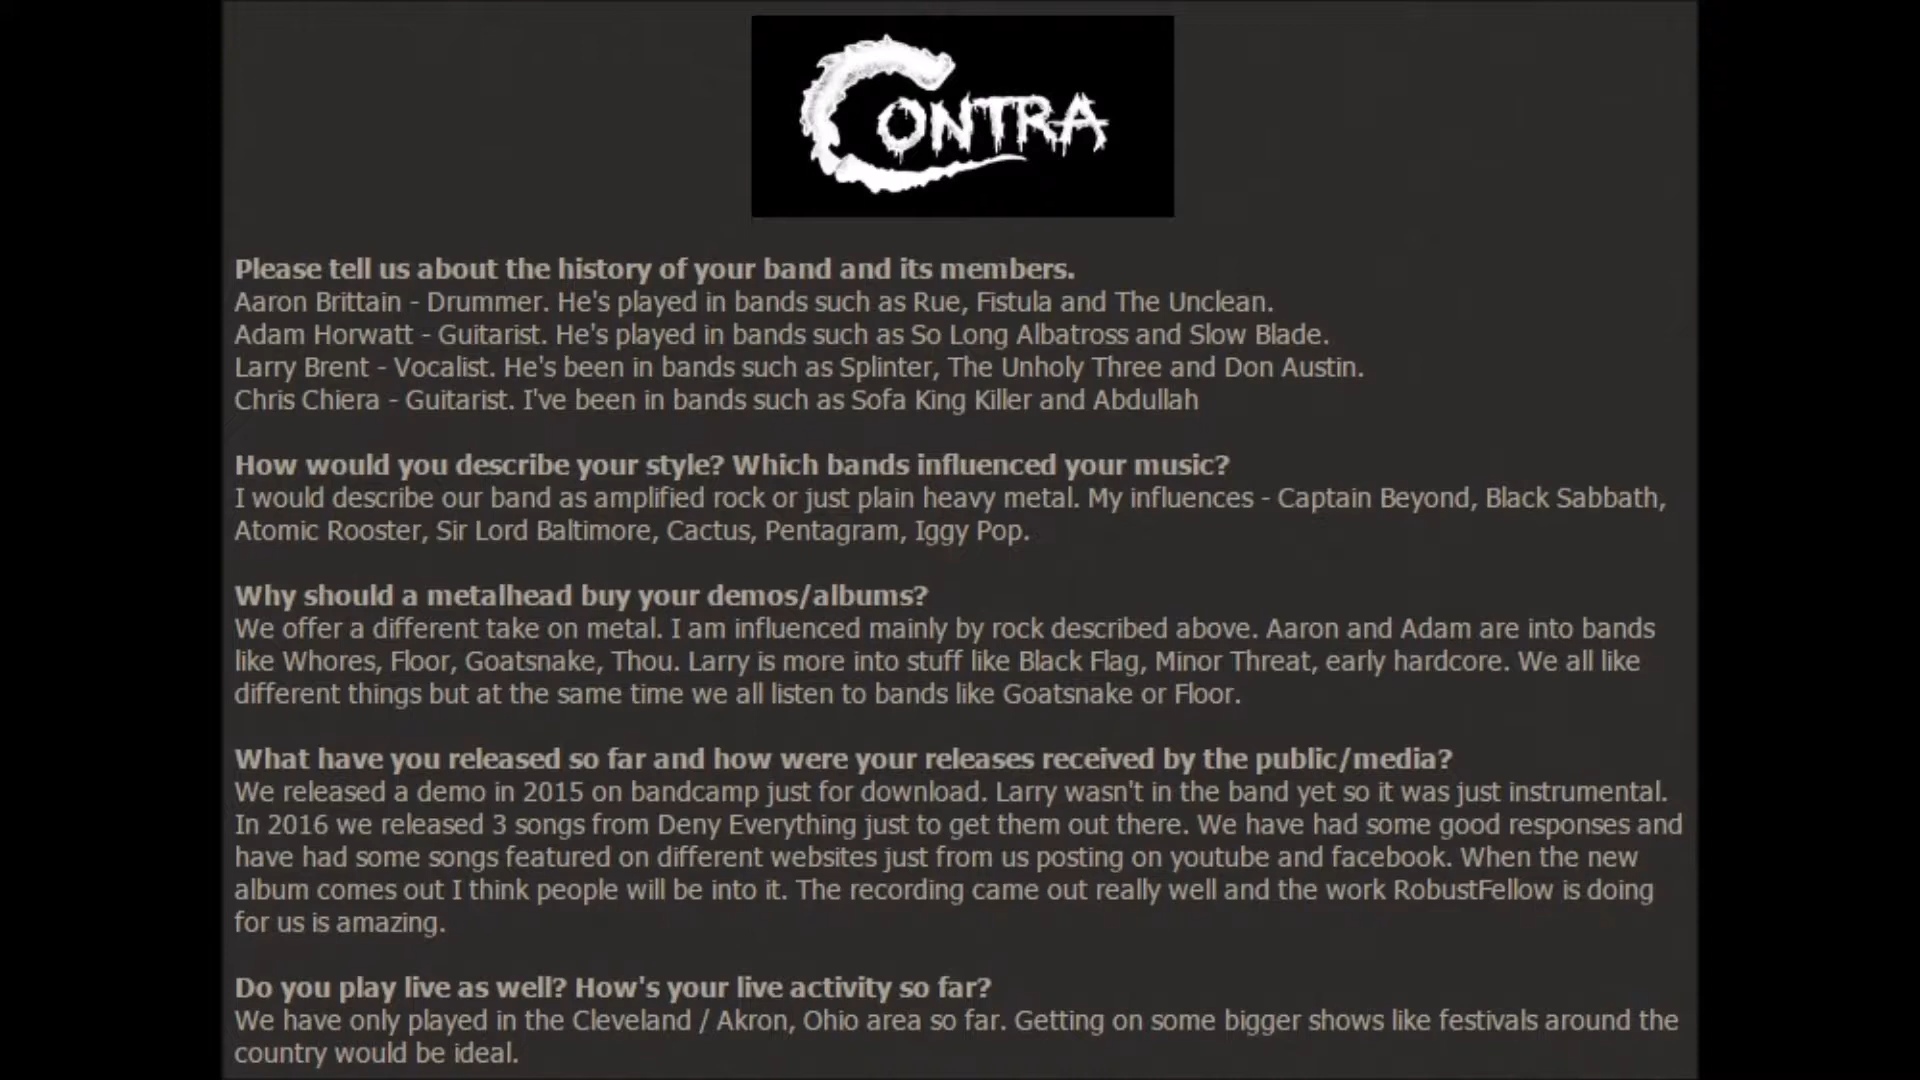 CONTRA
Please tell us about the history of your band and its members.
Aaron Brittain - Drummer. He's played in bands such as Rue, Fistula and The Unclean.
Adam Horwatt - Guitarist. He's played in bands such as So Long Albatross and Slow Blade.
Larry Brent - Vocalist. He's been in bands such as Splinter, The Unholy Three and Don Austin.
Chris Chiera - Guitarist. I've been in bands such as Sofa King Killer and Abdullah
How would you describe your style? Which bands influenced your music?
I would describe our band as amplified rock or just plain heavy metal. My influences - Captain Beyond, Black Sabbath,
Atomic Rooster, Sir Lord Baltimore, Cactus, Pentagram, Iggy Pop.
Why should a metalhead buy your demos/albums?
We offer a different take on metal. I am influenced mainly by rock described above. Aaron and Adam are into bands
like Whores, Floor, Goatsnake, Thou. Larry is more into stuff like Black Flag, Minor Threat, early hardcore. We all like
different things but at the same time we all listen to bands like Goatsnake or Floor.
What have you released so far and how were your releases received by the public/media?
We released a demo in 2015 on bandcamp just for download. Larry wasn't in the band yet so it was just instrumental.
In 2016 we released 3 songs from Deny Everything just to get them out there. We have had some good responses and
have had some songs featured on different websites just from us posting on youtube and facebook. When the new
album comes out I think people will be into it. The recording came out really well and the work RobustFellow is doing
for us is amazing.
Do you play live as well? How's your live activity so far?
We have only played in the Cleveland / Akron, Ohio area so far. Getting on some bigger shows like festivals around the
country would be ideal.